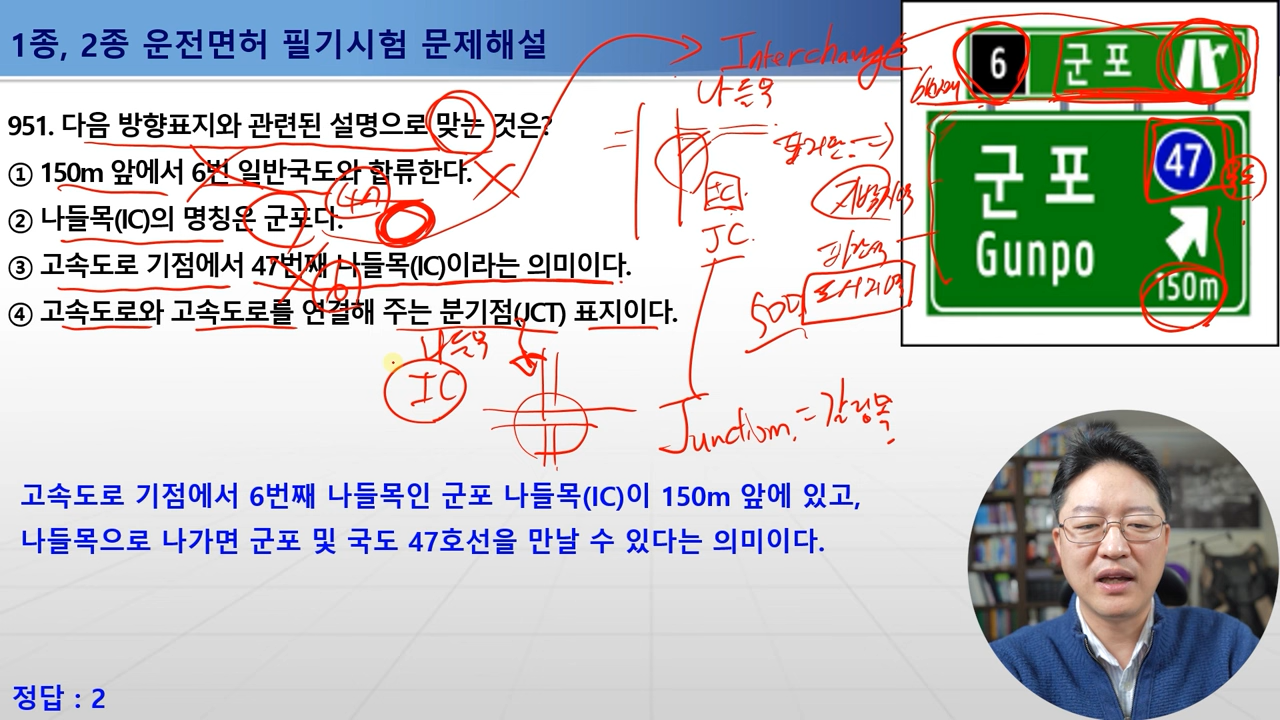 1종, 2종 운전면허 필기시험 문제해설
951. 다음 방향표지와 관련된 설명으로 맞는 것은?
① 150m 앞에서 6번 일반국도와 합류한다.
② 나들목(IC)의 명칭은 군포다.
③ 고속도로 기점에서 47번째 나들목(IC)이라는 의미이다.
④ 고속도로와 고속도로를 연결해 주는 분기점(JCT) 표지이다.
Interchange
나들목
IC
JC
500
나들목
IC
Junction = 갈림목
6 군포
군포 47
Gunpo
150m
고속도로 기점에서 6번째 나들목인 군포 나들목(IC)이 150m 앞에 있고,
나들목으로 나가면 군포 및 국도 47호선을 만날 수 있다는 의미이다.
정답 : 2